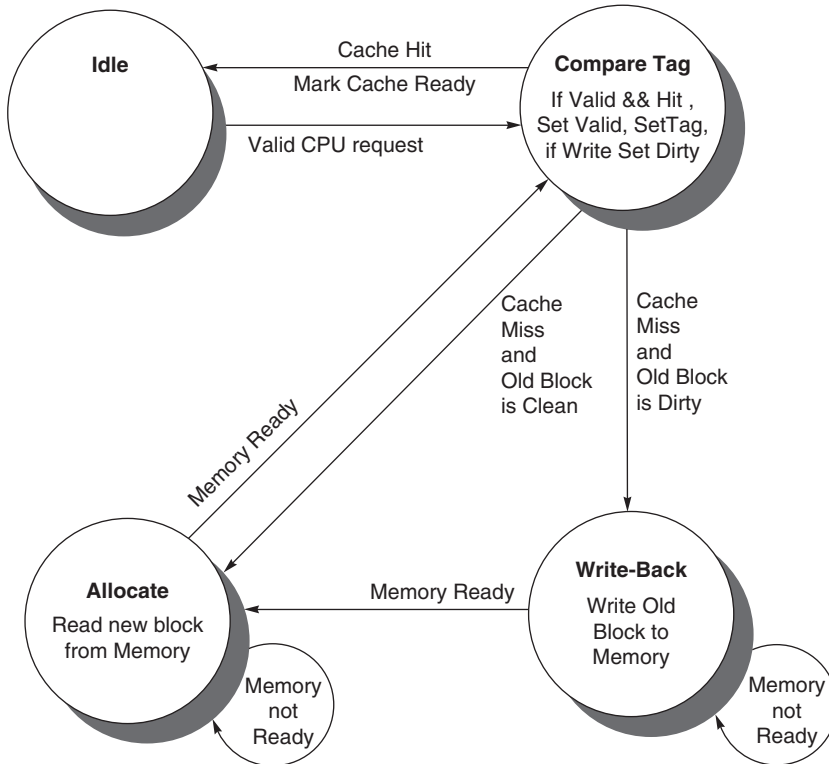 Idle
Cache Hit
Mark Cache Ready
Valid CPU request
Compare Tag
If Valid && Hit ,
Set Valid, SetTag,
if Write Set Dirty
Cache
Miss
and
Old Block
is Clean
Cache
Miss
and
Old Block
is Dirty
Memory Ready
Allocate
Read new block
from Memory
Memory
not
Ready
Memory Ready
Write-Back
Write Old
Block to
Memory
Memory
not
Ready